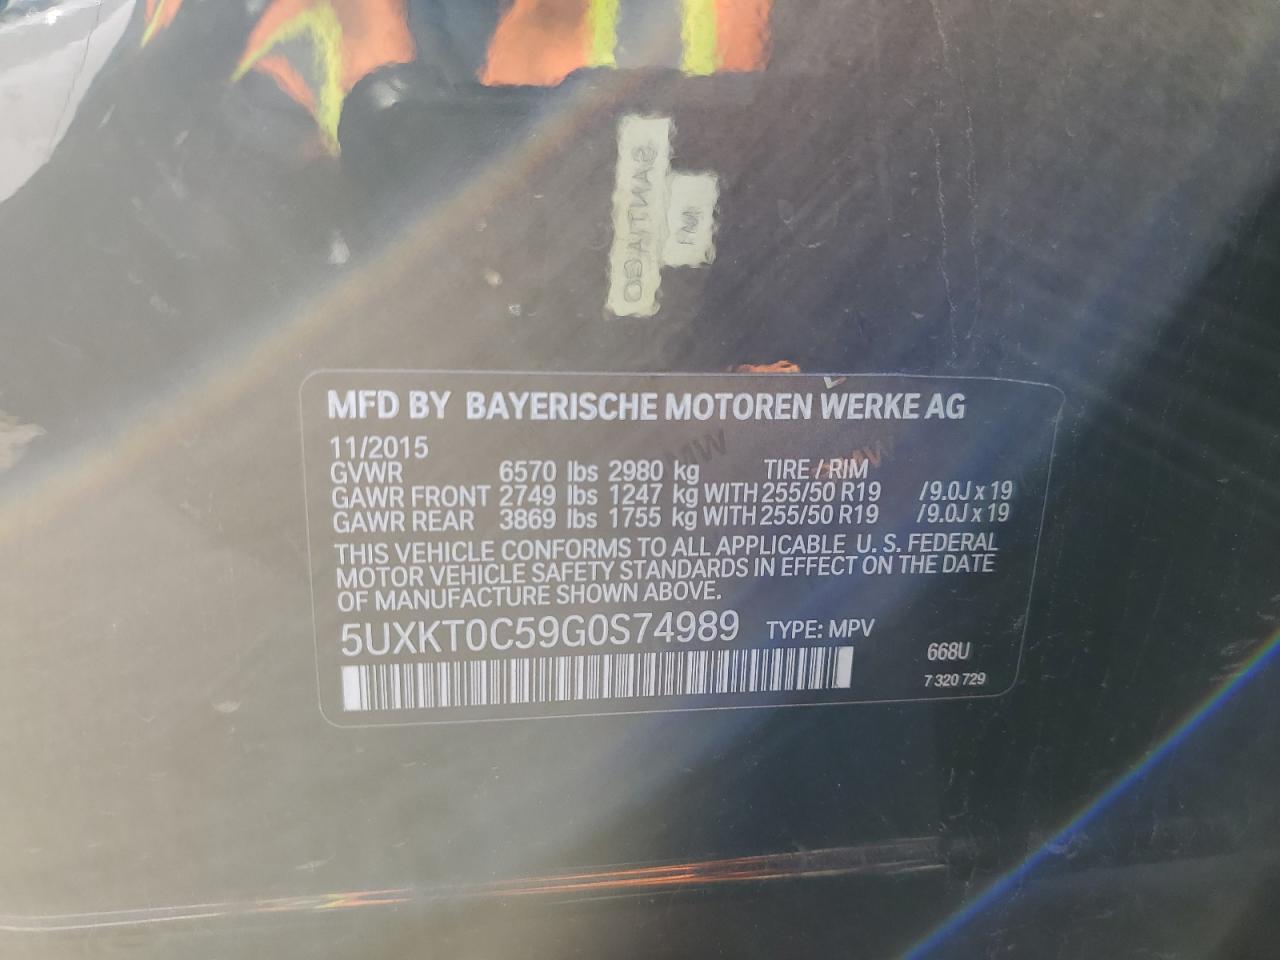 SANTIAGO
MFD BY BAYERISCHE MOTOREN WERKE AG
11/2015
GVWR 6570 lbs 2980 kg TIRE / RIM
GAWR FRONT 2749 lbs 1247 kg WITH 255/50 R19 /9.0J x 19
GAWR REAR 3869 lbs 1755 kg WITH 255/50 R19 /9.0J x 19
THIS VEHICLE CONFORMS TO ALL APPLICABLE U. S. FEDERAL
MOTOR VEHICLE SAFETY STANDARDS IN EFFECT ON THE DATE
OF MANUFACTURE SHOWN ABOVE.
5UXKT0C59G0S74989 TYPE: MPV
668U
7 320 729